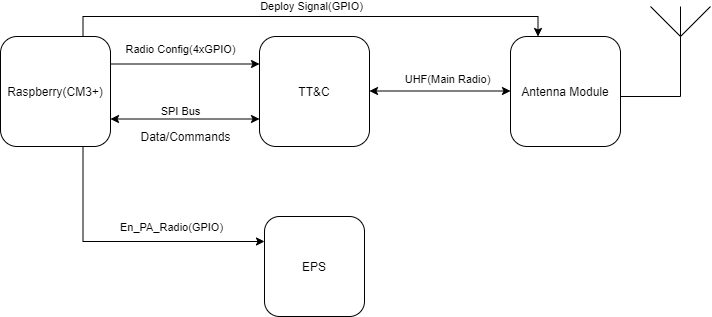 Deploy Signal(GPIO)
Radio Config(4xGPIO)
Raspberry(CM3+)
TT&C
UHF(Main Radio)
Antenna Module
SPI Bus
Data/Commands
En_PA_Radio(GPIO)
EPS